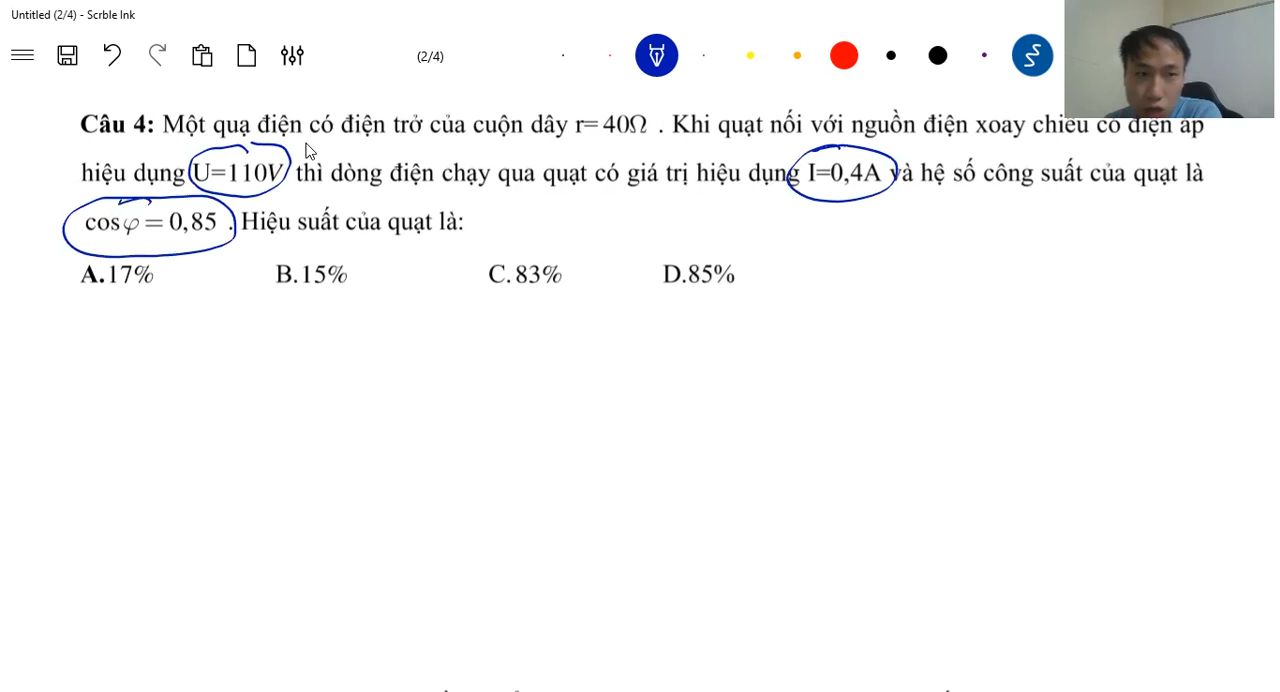 Untitled (2/4) - Scrble Ink
(2/4)
Câu 4: Một quạ điện có điện trở của cuộn dây r=40Ω . Khi quạt nối với nguồn điện xoay chiều có điện áp
hiệu dụng U=110V thì dòng điện chạy qua quạt có giá trị hiệu dụng I=0,4A và hệ số công suất của quạt là
cosφ = 0,85 . Hiệu suất của quạt là:
A.17% B.15% C.83% D.85%